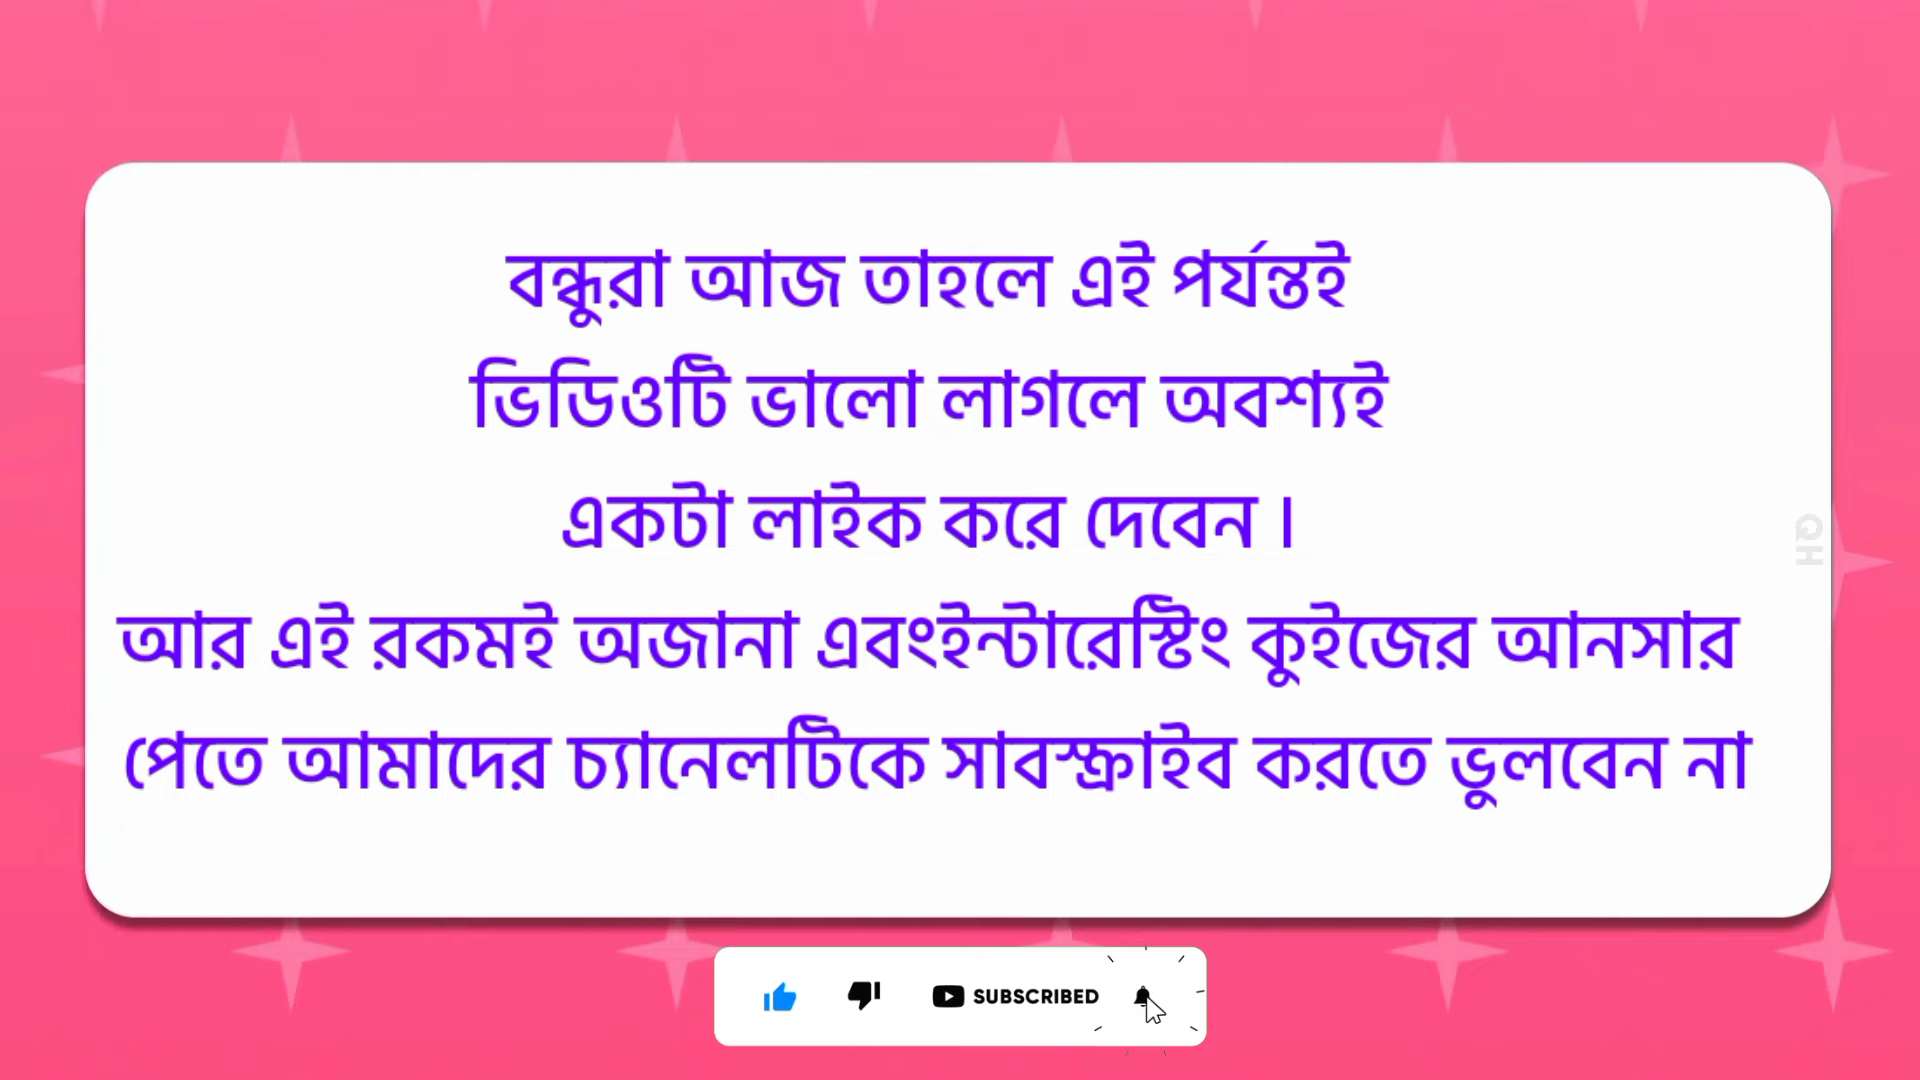 বন্ধুরা আজ তাহলে এই পর্যন্তই
ভিডিওটি ভালো লাগলে অবশ্যই
একটা লাইক করে দেবেন ।
আর এই রকমই অজানা এবংইন্টারেস্টিং কুইজের আনসার
পেতে আমাদের চ্যানেলটিকে সাবস্ক্রাইব করতে ভুলবেন না
QH
SUBSCRIBED